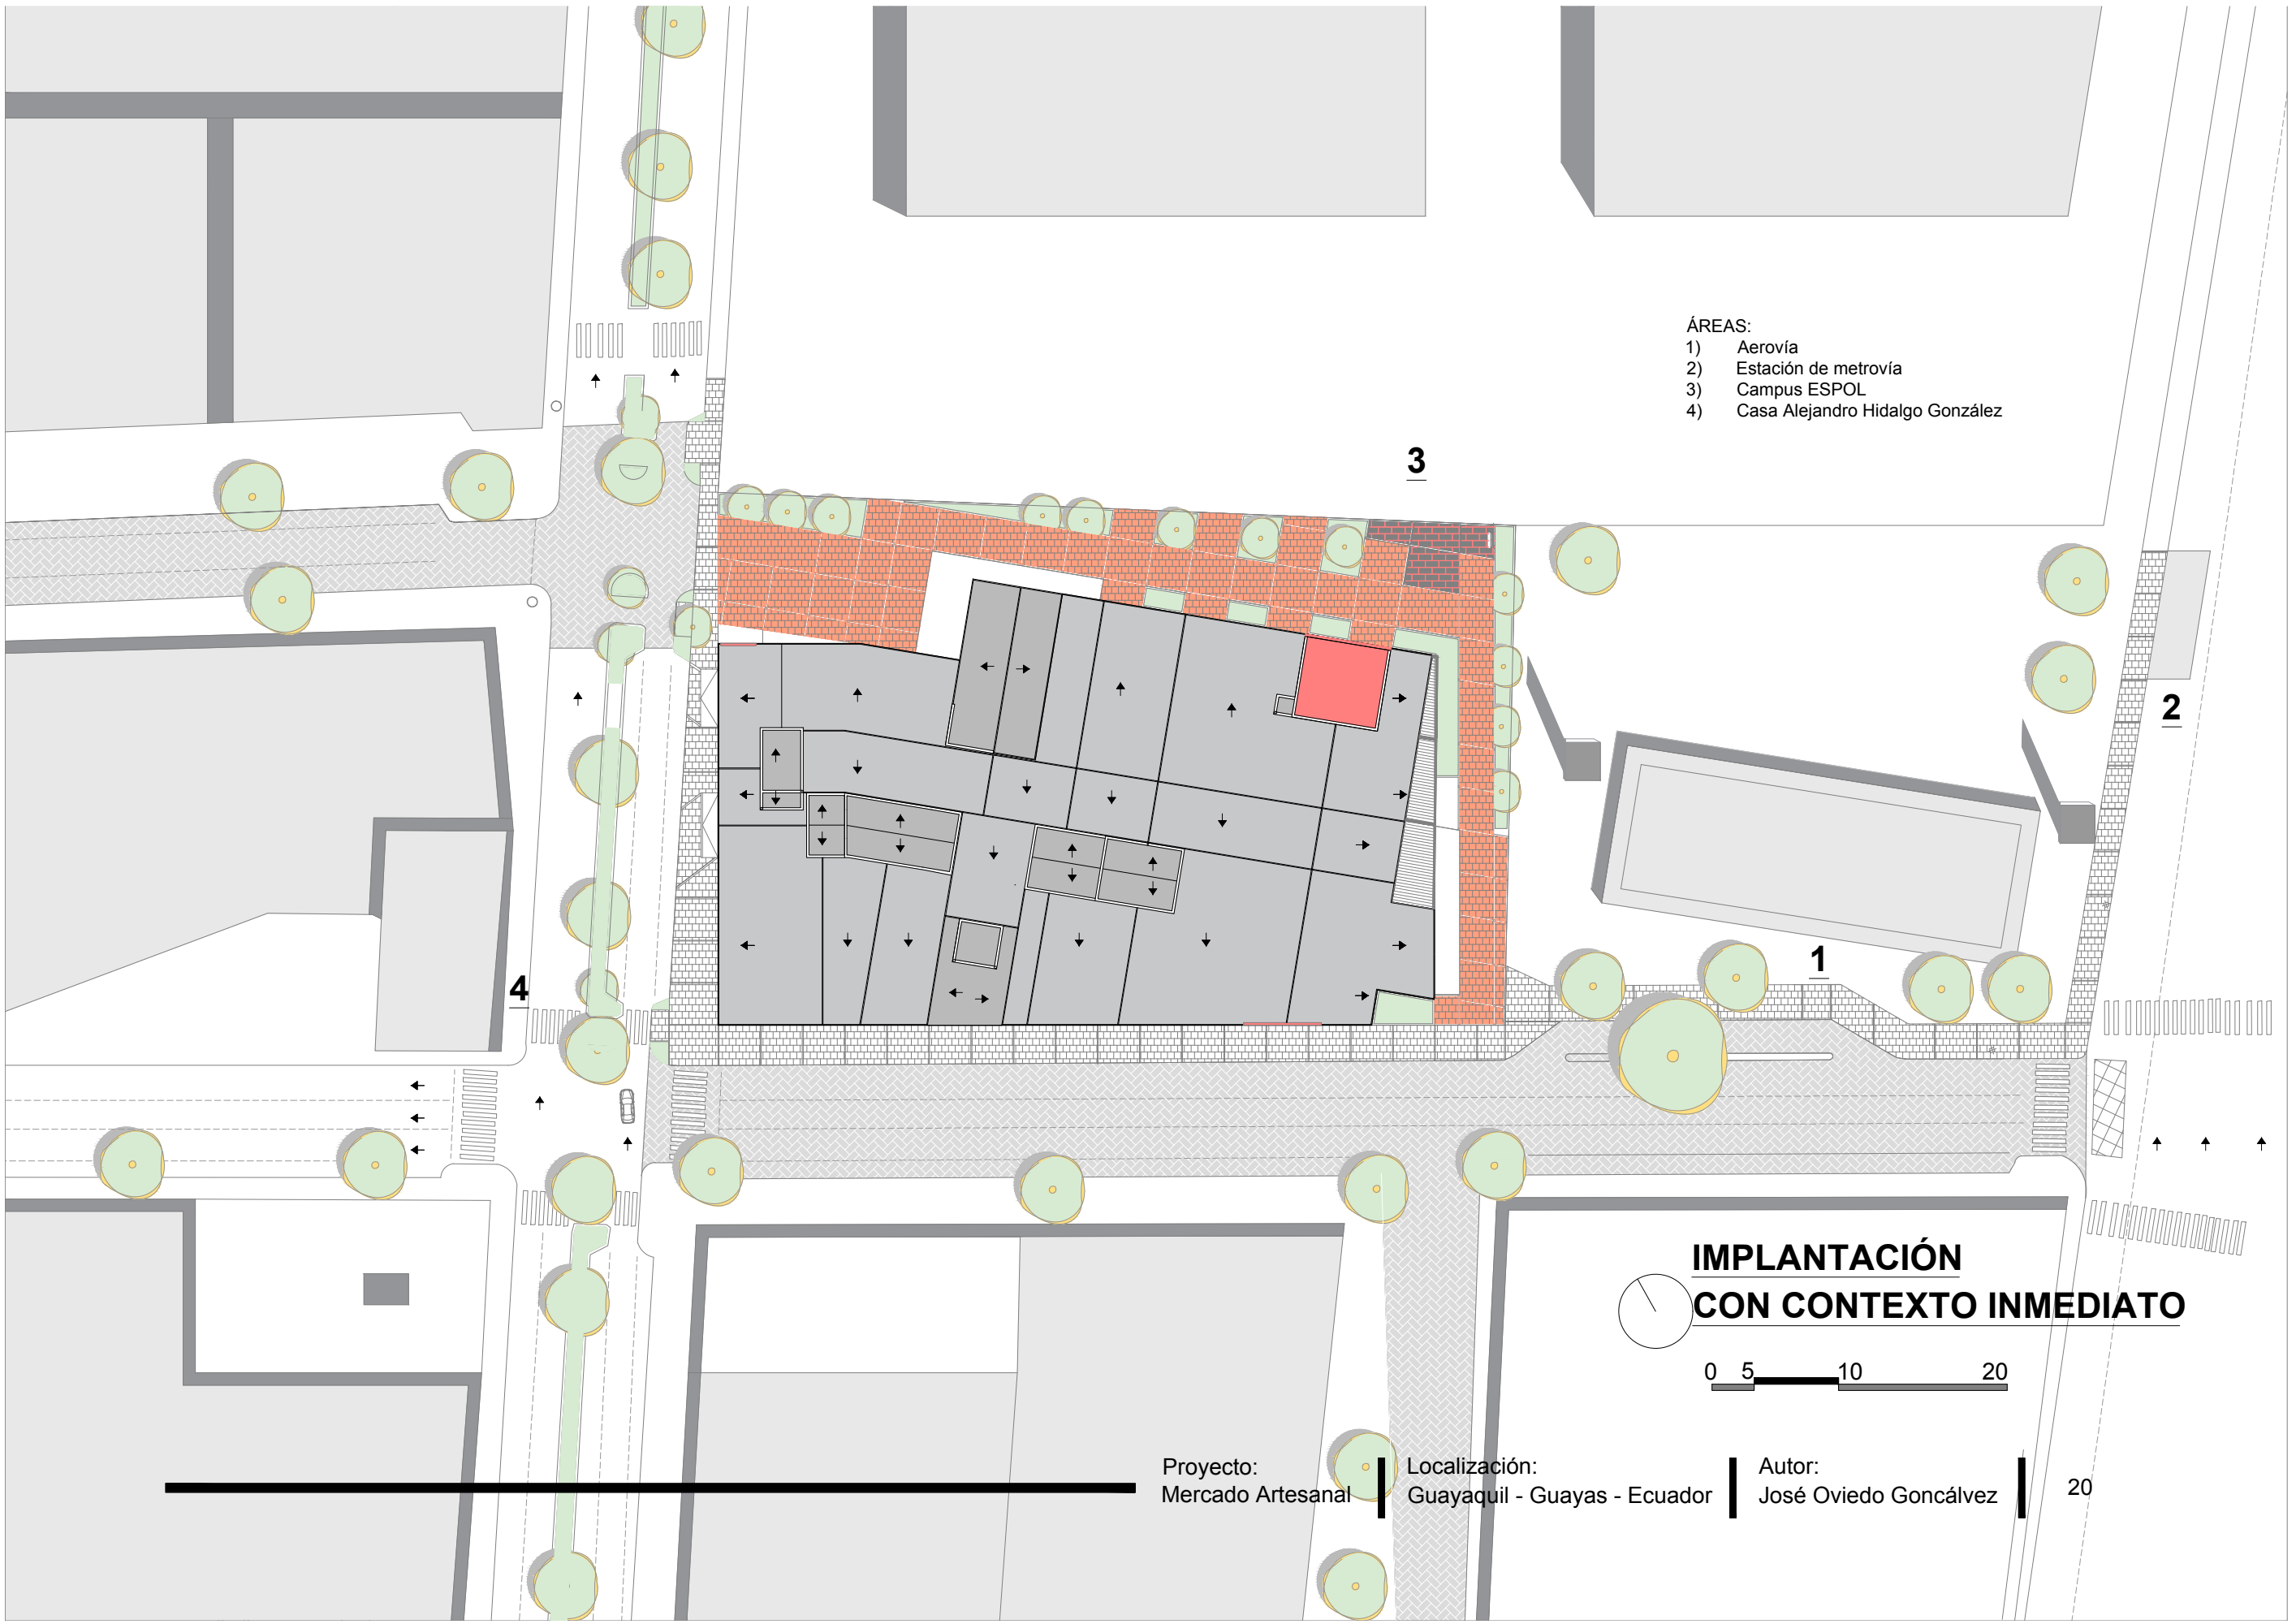 ÁREAS:
1) Aerovía
2) Estación de metrovía
3) Campus ESPOL
4) Casa Alejandro Hidalgo González
3
2
1
4
IMPLANTACIÓN
CON CONTEXTO INMEDIATO
0 5 10 20
Proyecto:
Mercado Artesanal
Localización:
Guayaquil - Guayas - Ecuador
Autor:
José Oviedo Goncálvez
20